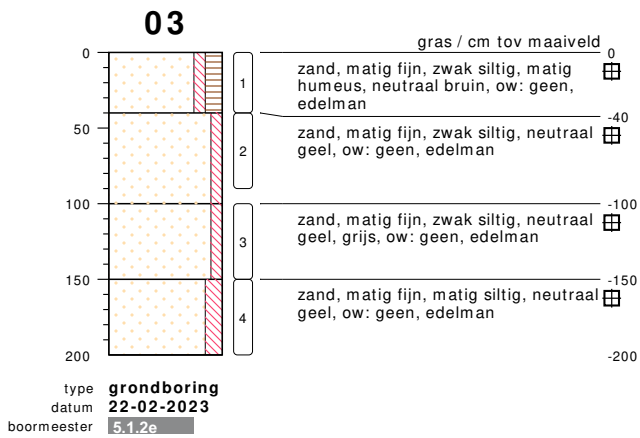 03
gras / cm tov maaiveld
0
0
zand, matig fijn, zwak siltig, matig
humeus, neutraal bruin, ow: geen,
edelman
1
-40
50
zand, matig fijn, zwak siltig, neutraal
geel, ow: geen, edelman
2
100
-100
zand, matig fijn, zwak siltig, neutraal
geel, grijs, ow: geen, edelman
3
150
-150
zand, matig fijn, matig siltig, neutraal
geel, ow: geen, edelman
4
200
-200
type grondboring
datum 22-02-2023
boormeester 5.1.2e